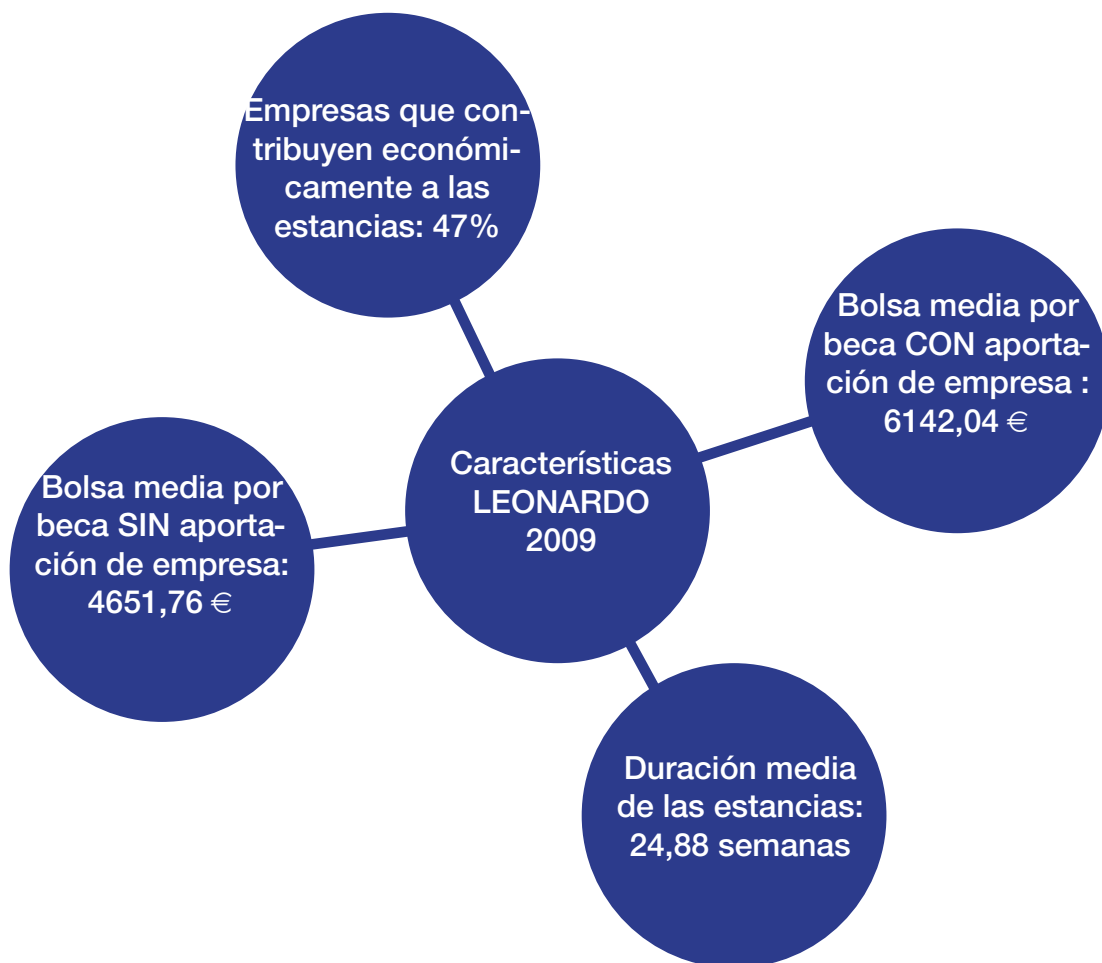 Empresas que con-
tribuyen económi-
camente a las
estancias: 47%
Bolsa media por
beca CON aporta-
ción de empresa :
6142,04 €
Característícas
LEONARDO
2009
Bolsa media por
beca SIN aporta-
ción de empresa:
4651,76 €
Duración media
de las estancias:
24,88 semanas